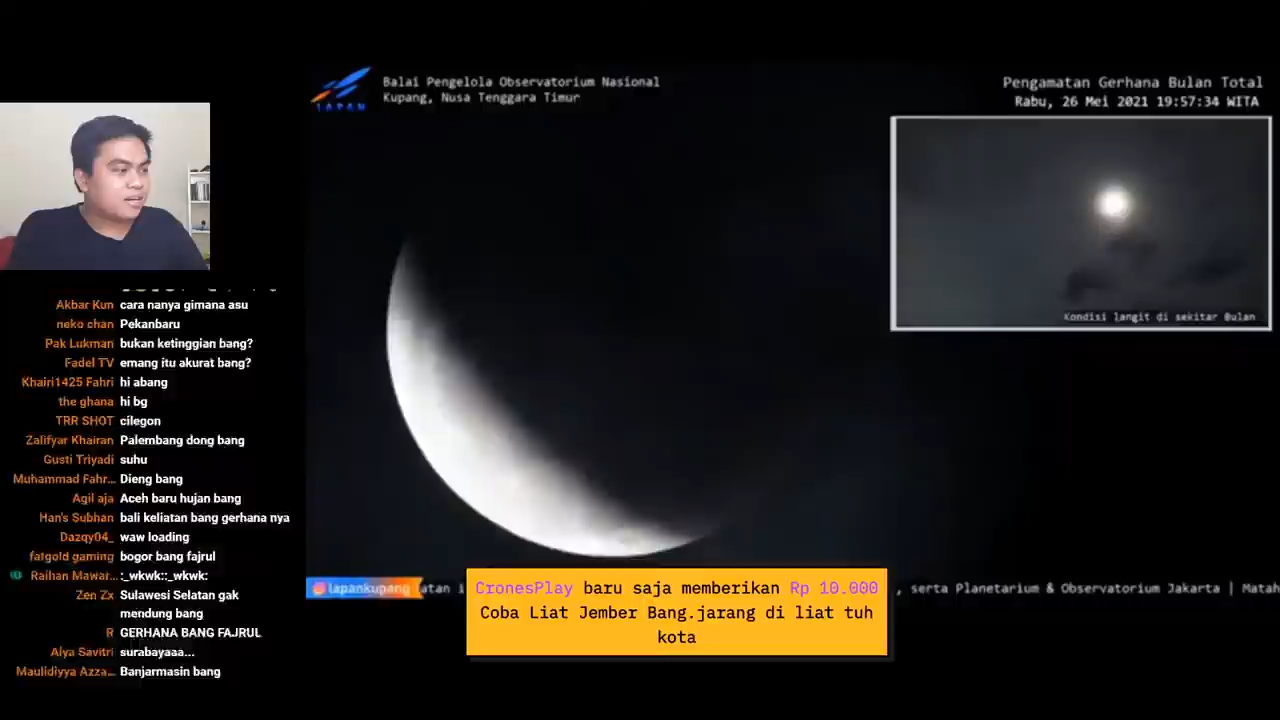 LAPAN
Balai Pengelola Observatorium Nasional
Kupang, Nusa Tenggara Timur
Pengamatan Gerhana Bulan Total
Rabu, 26 Mei 2021 19:57:34 WITA
Kondisi langit di sekitar Bulan
Akbar Kun cara nanya gimana asu
neko chan Pekanbaru
Pak Lukman bukan ketinggian bang?
Fadel TV emang itu akurat bang?
Khairi1425 Fahri hi abang
the ghana hi bg
TRR SHOT cilegon
Zalifyar Khairan Palembang dong bang
Gusti Triyadi suhu
Muhammad Fahr... Dieng bang
Agil aja Aceh baru hujan bang
Han's Subhan bali keliatan bang gerhana nya
Dazqy04_ waw loading
fatgold gaming bogor bang fajrul
Raihan Mawar... :_wkwk::_wkwk:
Zen Zx Sulawesi Selatan gak
mendung bang
R GERHANA BANG FAJRUL
Alya Savitri surabayaaa...
Maulidiyya Azza... Banjarmasin bang
lapankupang atan i
, serta Planetarium & Observatorium Jakarta | Matah
CronesPlay baru saja memberikan Rp 10.000
Coba Liat Jember Bang.jarang di liat tuh
kota